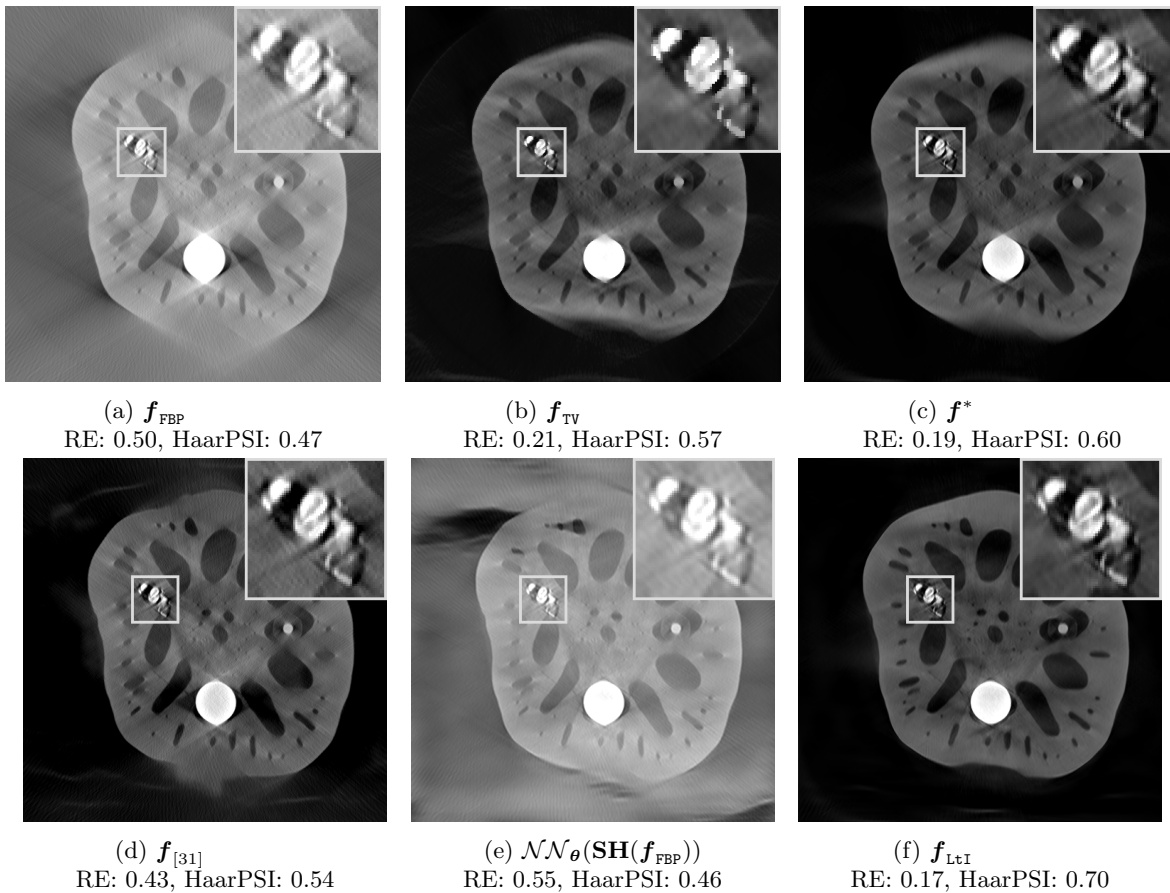 (a) f_FBP
RE: 0.50, HaarPSI: 0.47
(b) f_TV
RE: 0.21, HaarPSI: 0.57
(c) f*
RE: 0.19, HaarPSI: 0.60
(d) f_[31]
RE: 0.43, HaarPSI: 0.54
(e) 𝒩𝒩_θ(SH(f_FBP))
RE: 0.55, HaarPSI: 0.46
(f) f_LtI
RE: 0.17, HaarPSI: 0.70